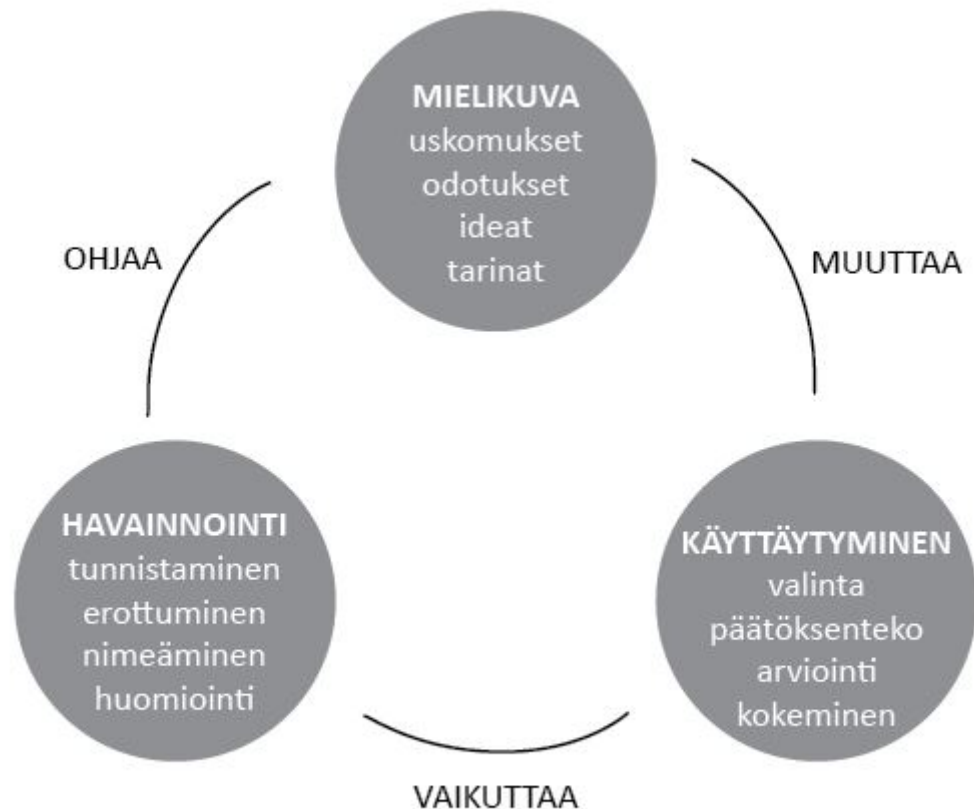 MIELIKUVA
uskomukset
odotukset
ideat
tarinat
OHJAA
MUUTTAA
HAVAINNOINTI
tunnistaminen
erottuminen
nimeäminen
huomiointi
KÄYTTÄYTYMINEN
valinta
päätöksenteko
arviointi
kokeminen
VAIKUTTAA